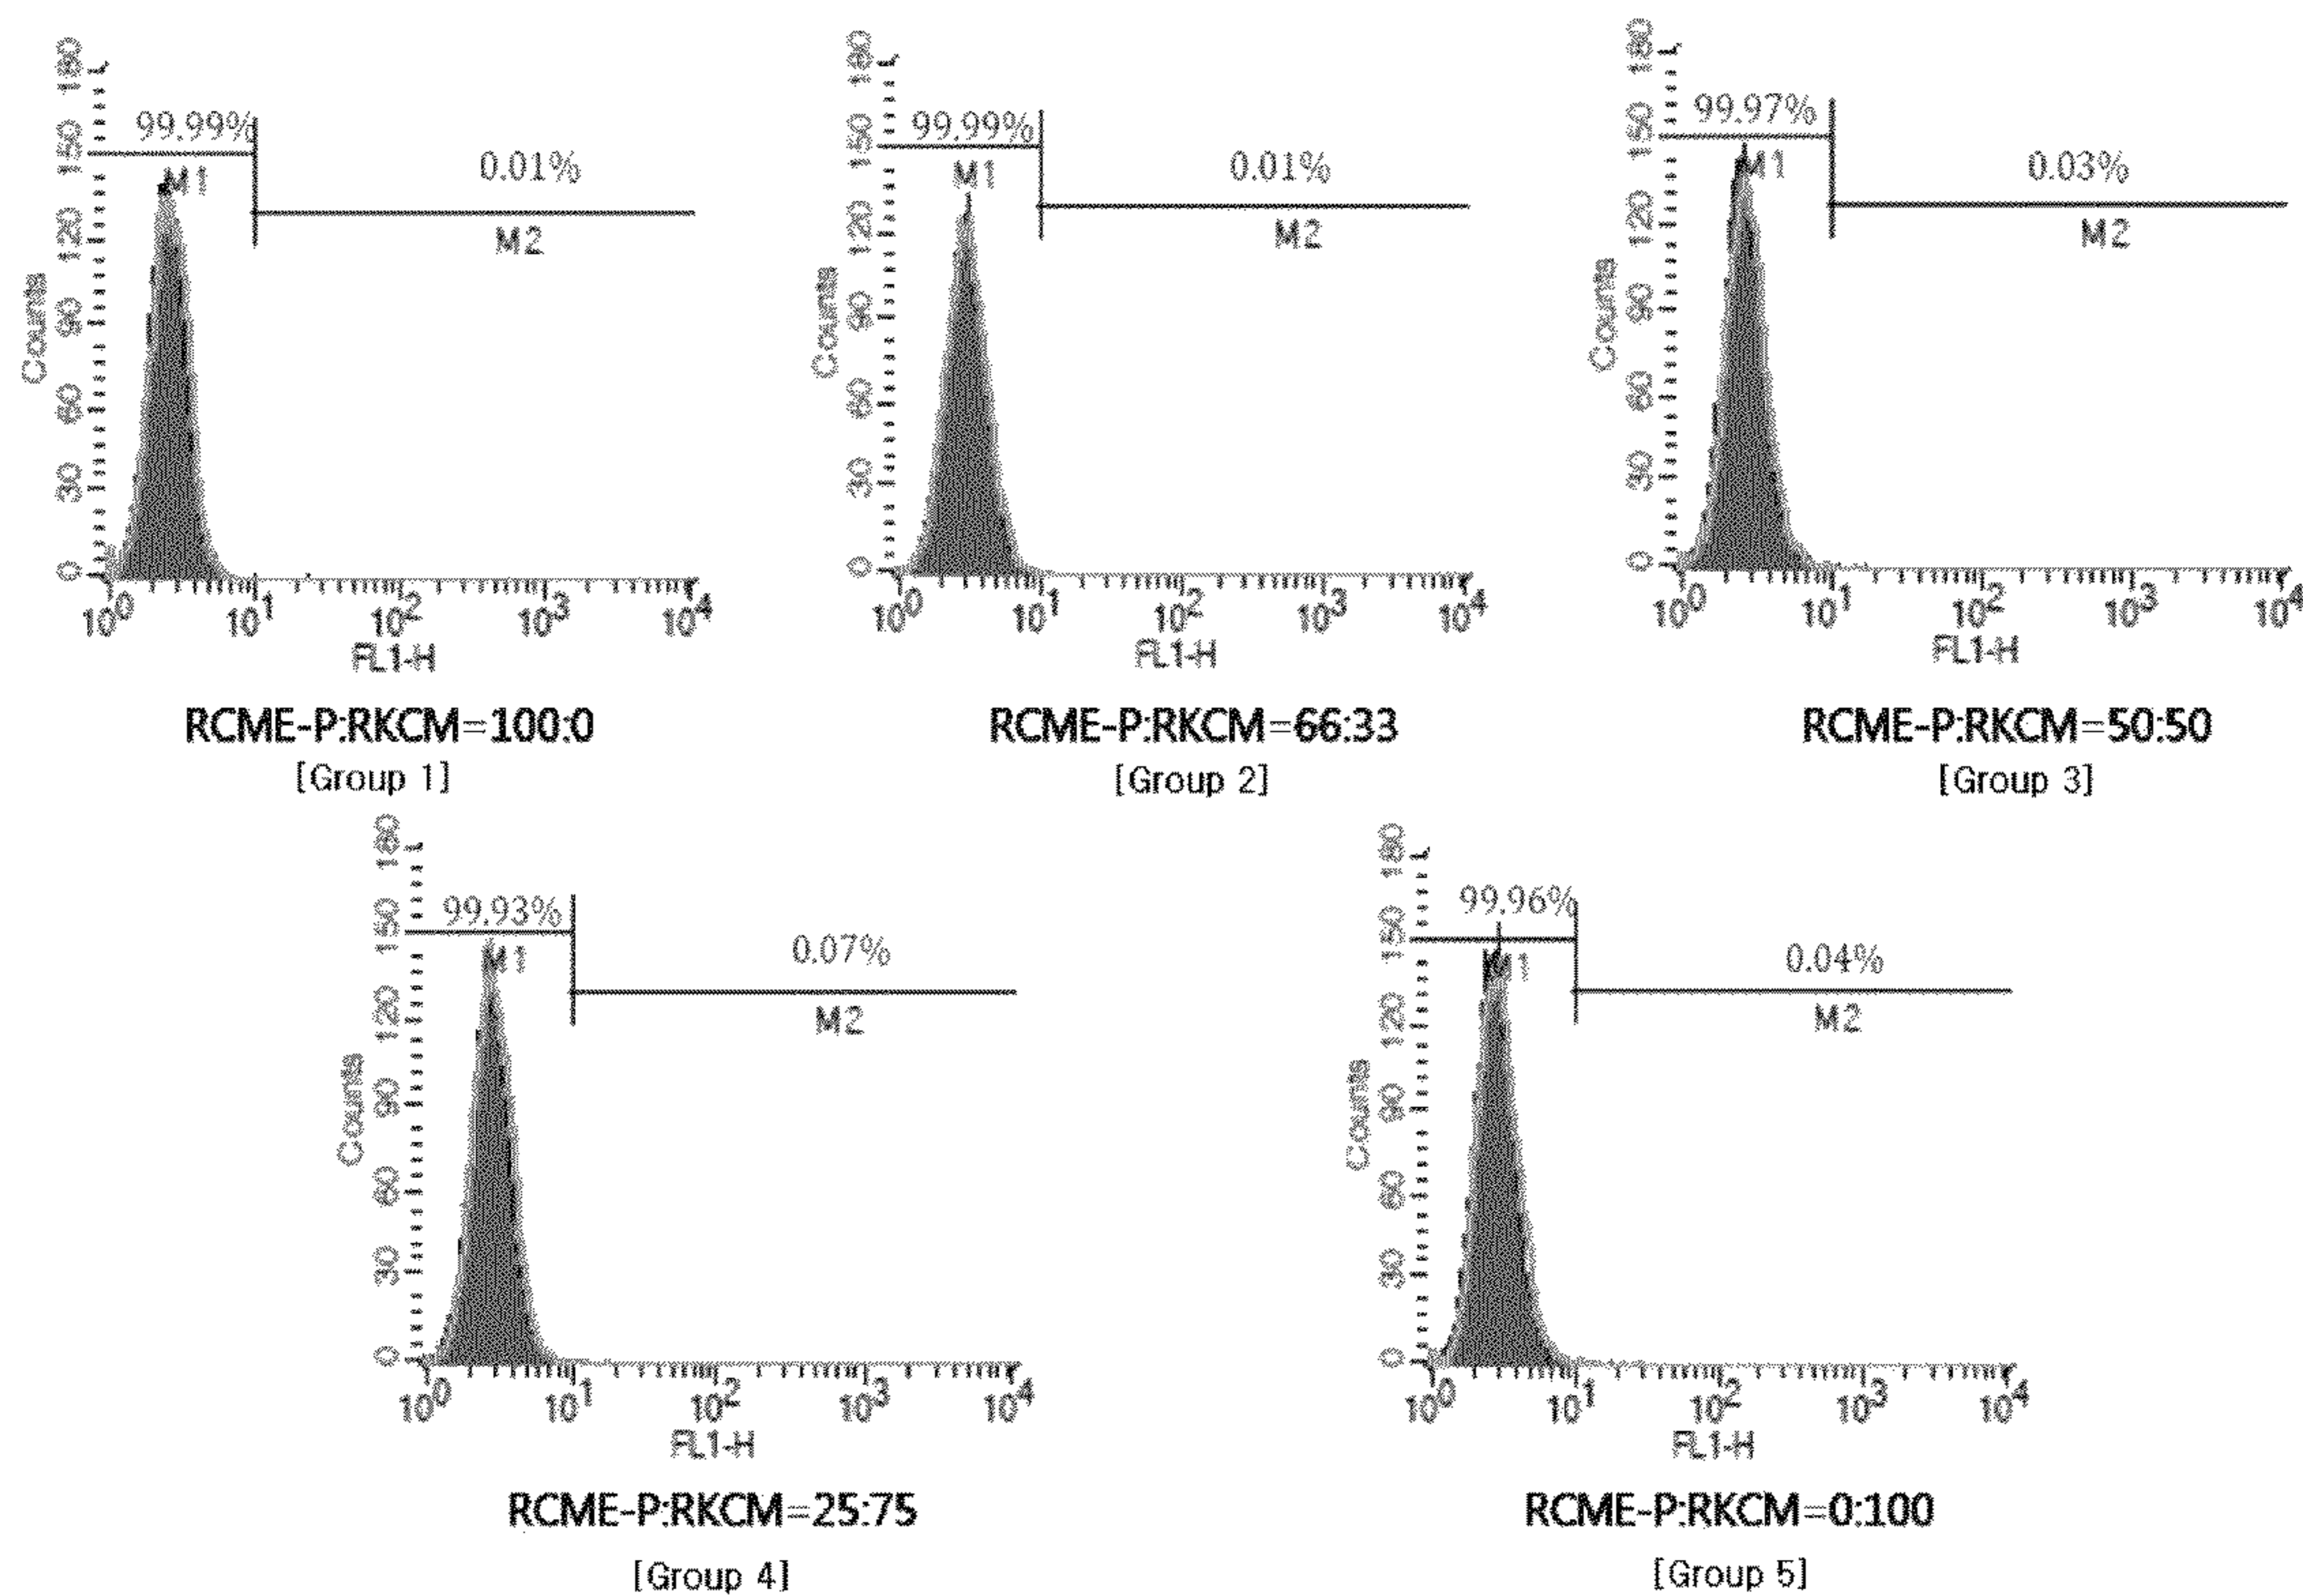 180
150
120
90
60
30
0
Counts
99.99%
M1
0.01%
M2
10^0 10^1 10^2 10^3 10^4
FL1-H
RCME-P:RKCM=100:0
[Group 1]
180
150
120
90
60
30
0
Counts
99.99%
M1
0.01%
M2
10^0 10^1 10^2 10^3 10^4
FL1-H
RCME-P:RKCM=66:33
[Group 2]
180
150
120
90
60
30
0
Counts
99.97%
M1
0.03%
M2
10^0 10^1 10^2 10^3 10^4
FL1-H
RCME-P:RKCM=50:50
[Group 3]
180
150
120
90
60
30
0
Counts
99.93%
M1
0.07%
M2
10^0 10^1 10^2 10^3 10^4
FL1-H
RCME-P:RKCM=25:75
[Group 4]
180
150
120
90
60
30
0
Counts
99.96%
M1
0.04%
M2
10^0 10^1 10^2 10^3 10^4
FL1-H
RCME-P:RKCM=0:100
[Group 5]